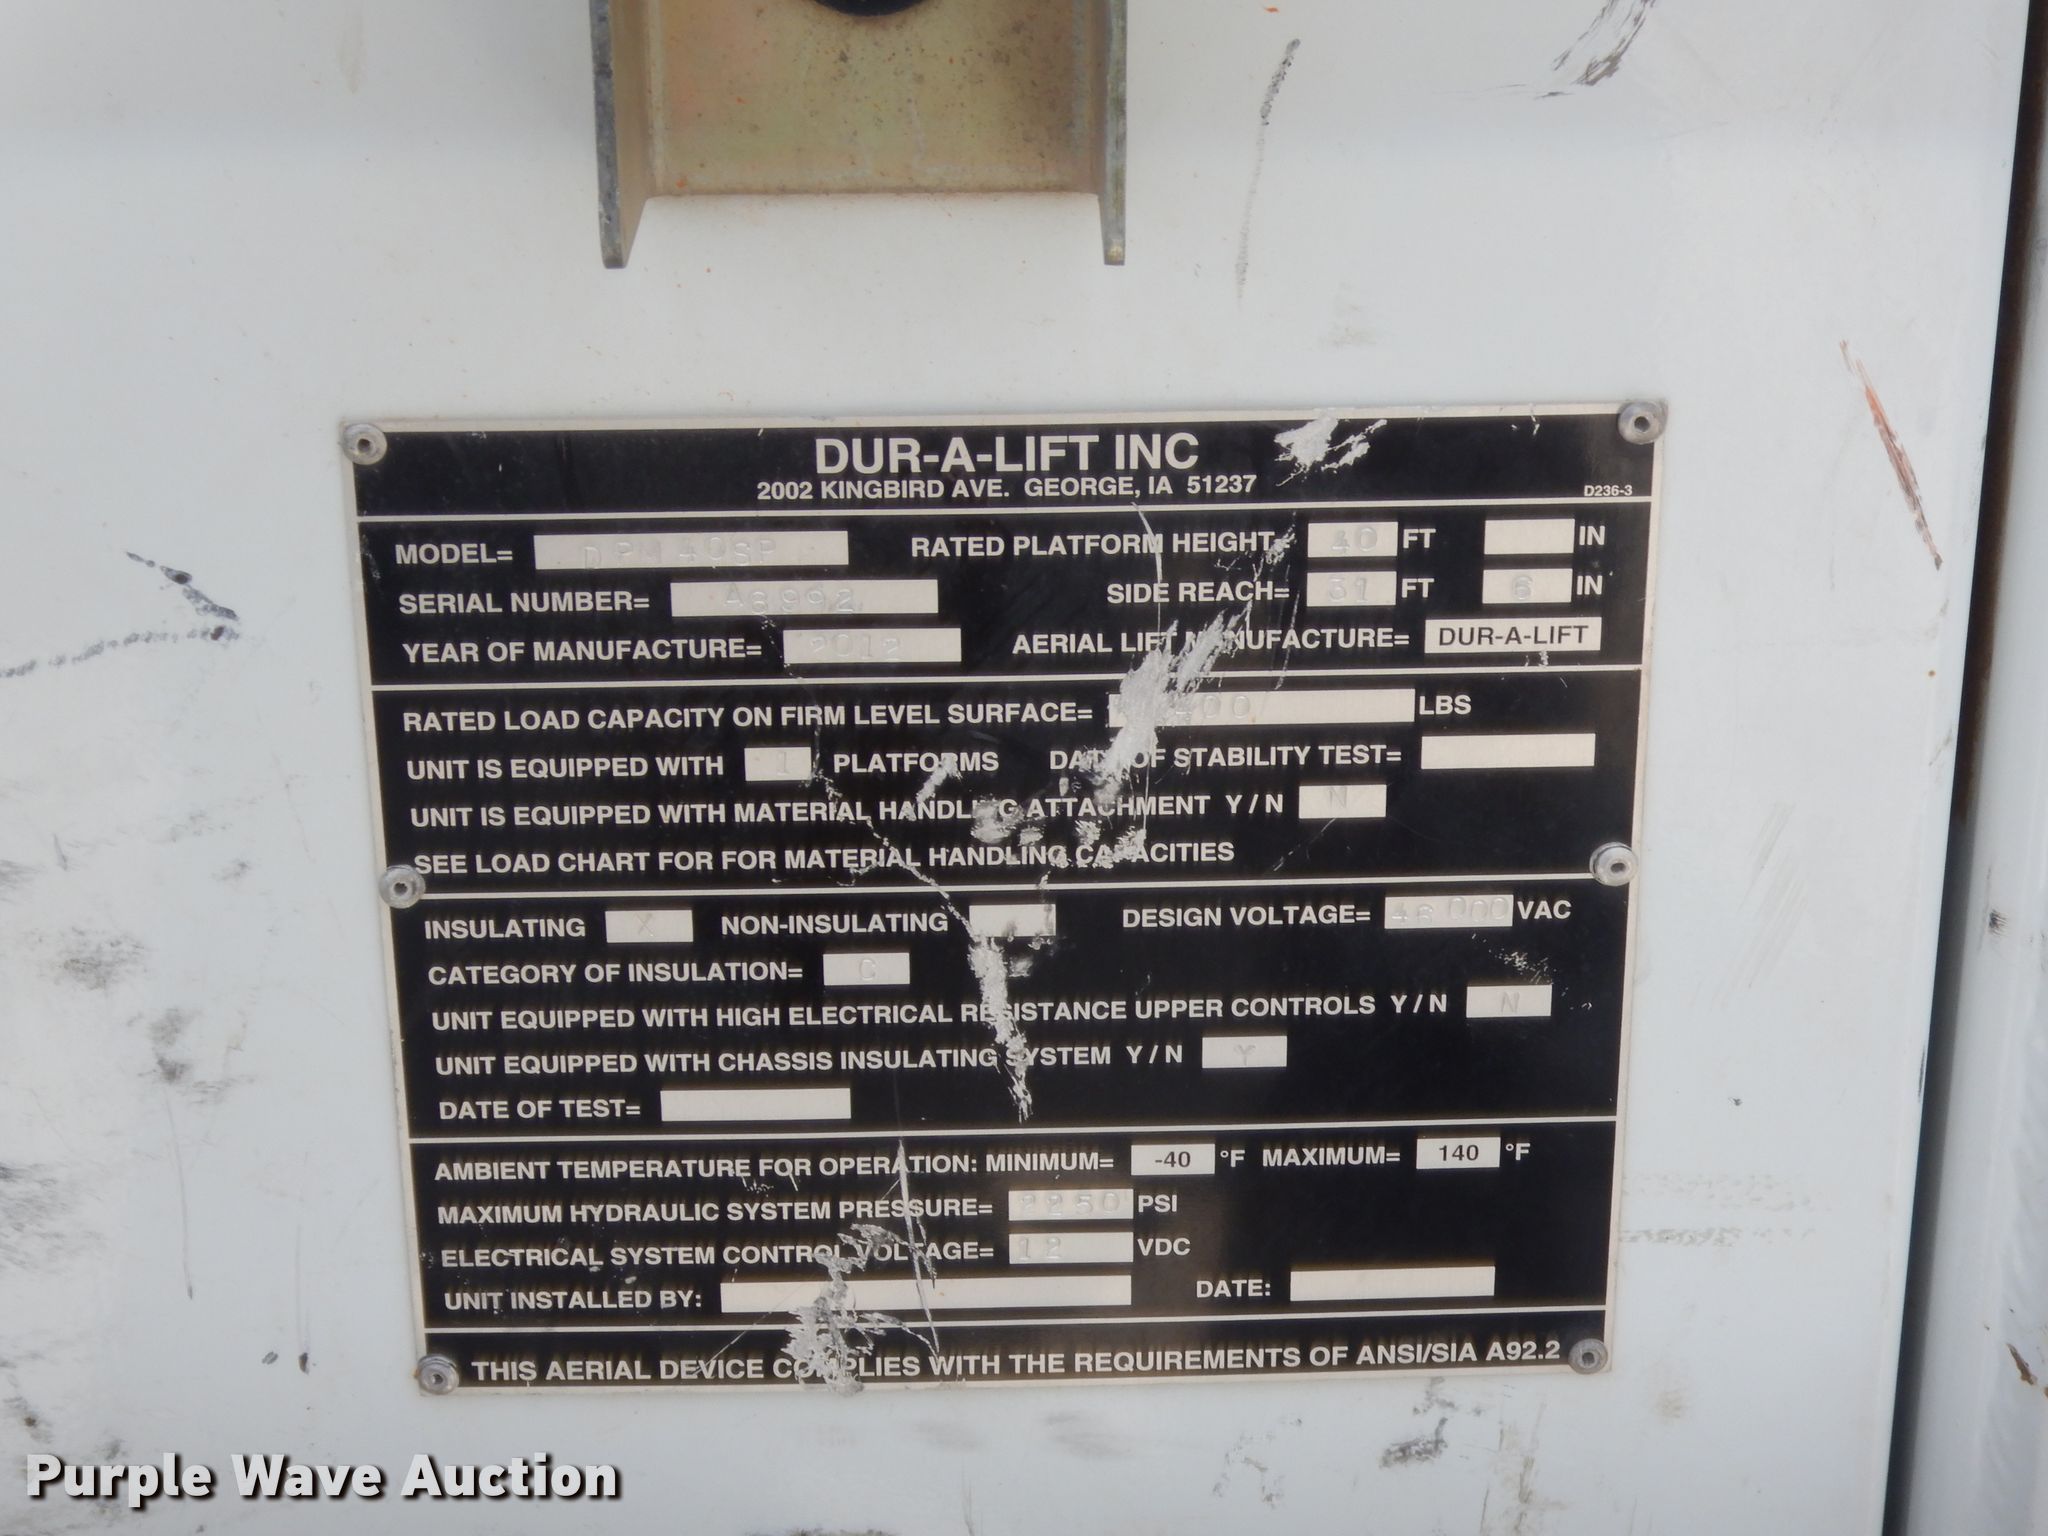 DUR-A-LIFT INC
2002 KINGBIRD AVE. GEORGE, IA 51237
D236-3
MODEL= DPM 40SP RATED PLATFORM HEIGHT= 40 FT IN
SERIAL NUMBER= A6992 SIDE REACH= 31 FT 6 IN
YEAR OF MANUFACTURE= 2012 AERIAL LIFT MANUFACTURE= DUR-A-LIFT
RATED LOAD CAPACITY ON FIRM LEVEL SURFACE= LBS
UNIT IS EQUIPPED WITH 1 PLATFORMS DATE OF STABILITY TEST=
UNIT IS EQUIPPED WITH MATERIAL HANDLING ATTACHMENT Y / N N
SEE LOAD CHART FOR FOR MATERIAL HANDLING CAPACITIES
INSULATING X NON-INSULATING DESIGN VOLTAGE= 46000 VAC
CATEGORY OF INSULATION= C
UNIT EQUIPPED WITH HIGH ELECTRICAL RESISTANCE UPPER CONTROLS Y / N N
UNIT EQUIPPED WITH CHASSIS INSULATING SYSTEM Y / N Y
DATE OF TEST=
AMBIENT TEMPERATURE FOR OPERATION: MINIMUM= -40 °F MAXIMUM= 140 °F
MAXIMUM HYDRAULIC SYSTEM PRESSURE= 2250 PSI
ELECTRICAL SYSTEM CONTROL VOLTAGE= 12 VDC
UNIT INSTALLED BY: DATE:
THIS AERIAL DEVICE COMPLIES WITH THE REQUIREMENTS OF ANSI/SIA A92.2
Purple Wave Auction